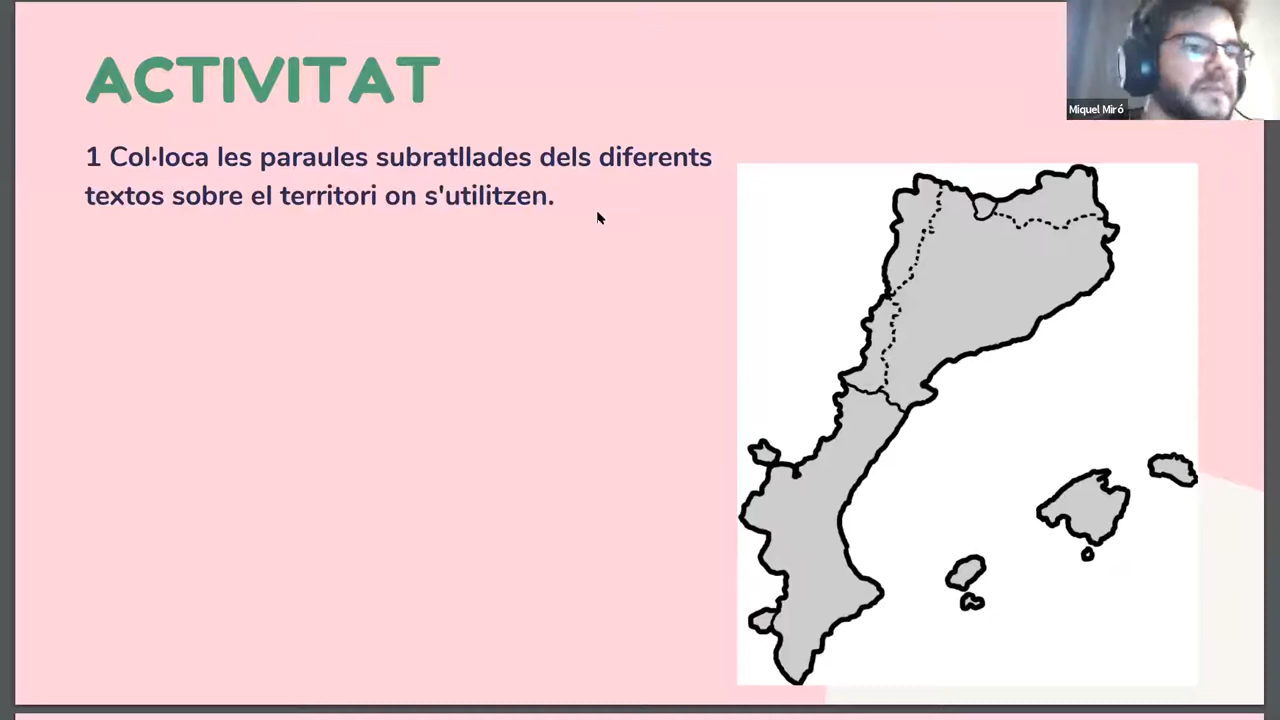 ACTIVITAT
Miquel Miró
1 Col·loca les paraules subratllades dels diferents
textos sobre el territori on s'utilitzen.